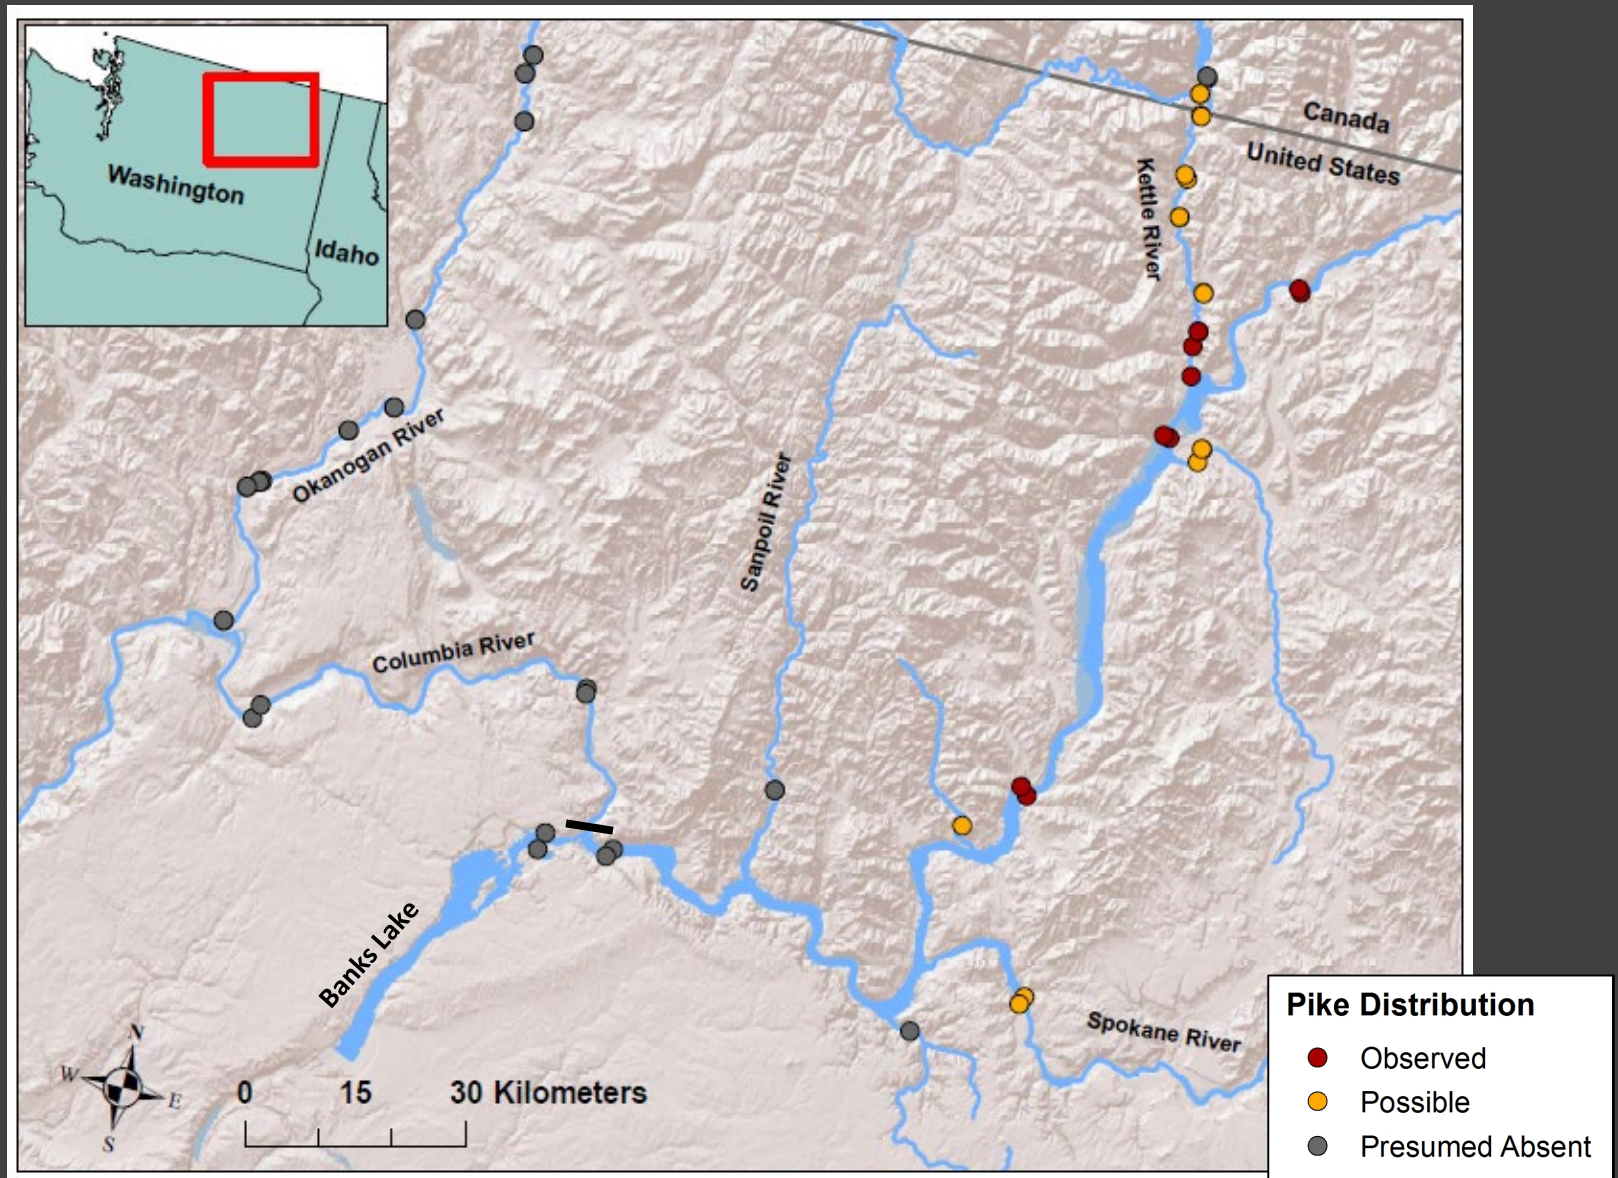 Washington
Idaho
Canada
United States
Kettle River
Okanogan River
Sanpoil River
Columbia River
Banks Lake
Spokane River
N
W
E
S
0 15 30 Kilometers
Pike Distribution
Observed
Possible
Presumed Absent